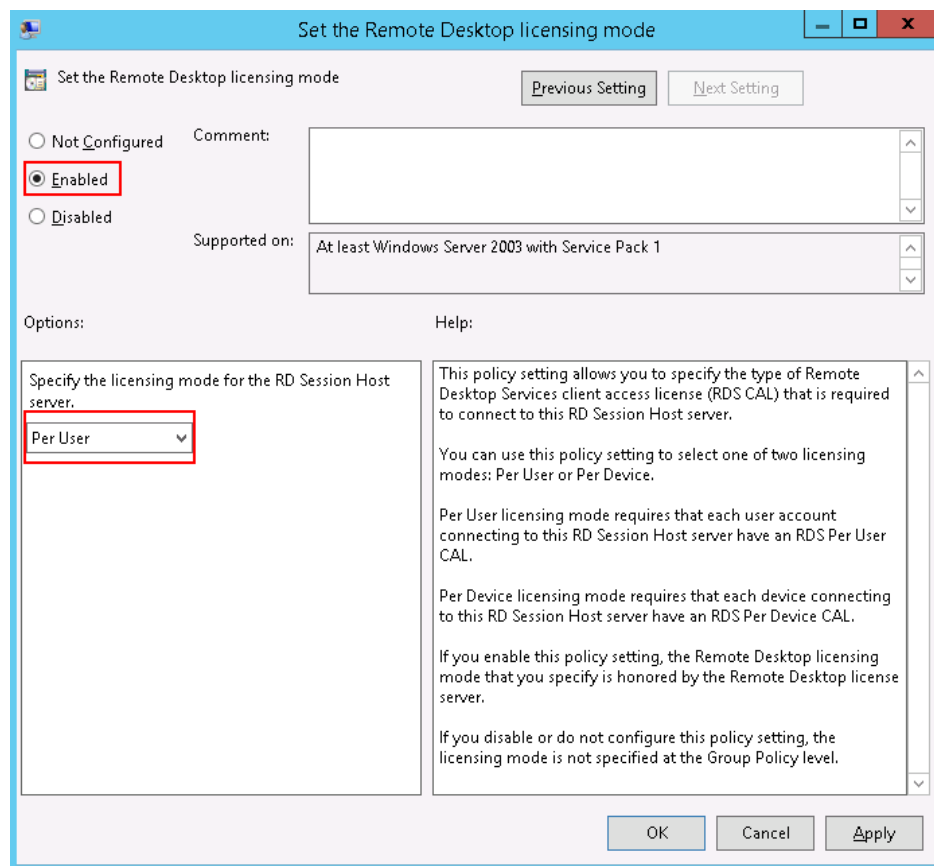 Set the Remote Desktop licensing mode
X
Set the Remote Desktop licensing mode
Previous Setting
Next Setting
Not Configured
Comment:
Enabled
Disabled
Supported on:
At least Windows Server 2003 with Service Pack 1
Options:
Help:
Specify the licensing mode for the RD Session Host
server.
Per User
This policy setting allows you to specify the type of Remote
Desktop Services client access license (RDS CAL) that is required
to connect to this RD Session Host server.
You can use this policy setting to select one of two licensing
modes: Per User or Per Device.
Per User licensing mode requires that each user account
connecting to this RD Session Host server have an RDS Per User
CAL.
Per Device licensing mode requires that each device connecting
to this RD Session Host server have an RDS Per Device CAL.
If you enable this policy setting, the Remote Desktop licensing
mode that you specify is honored by the Remote Desktop license
server.
If you disable or do not configure this policy setting, the
licensing mode is not specified at the Group Policy level.
OK
Cancel
Apply